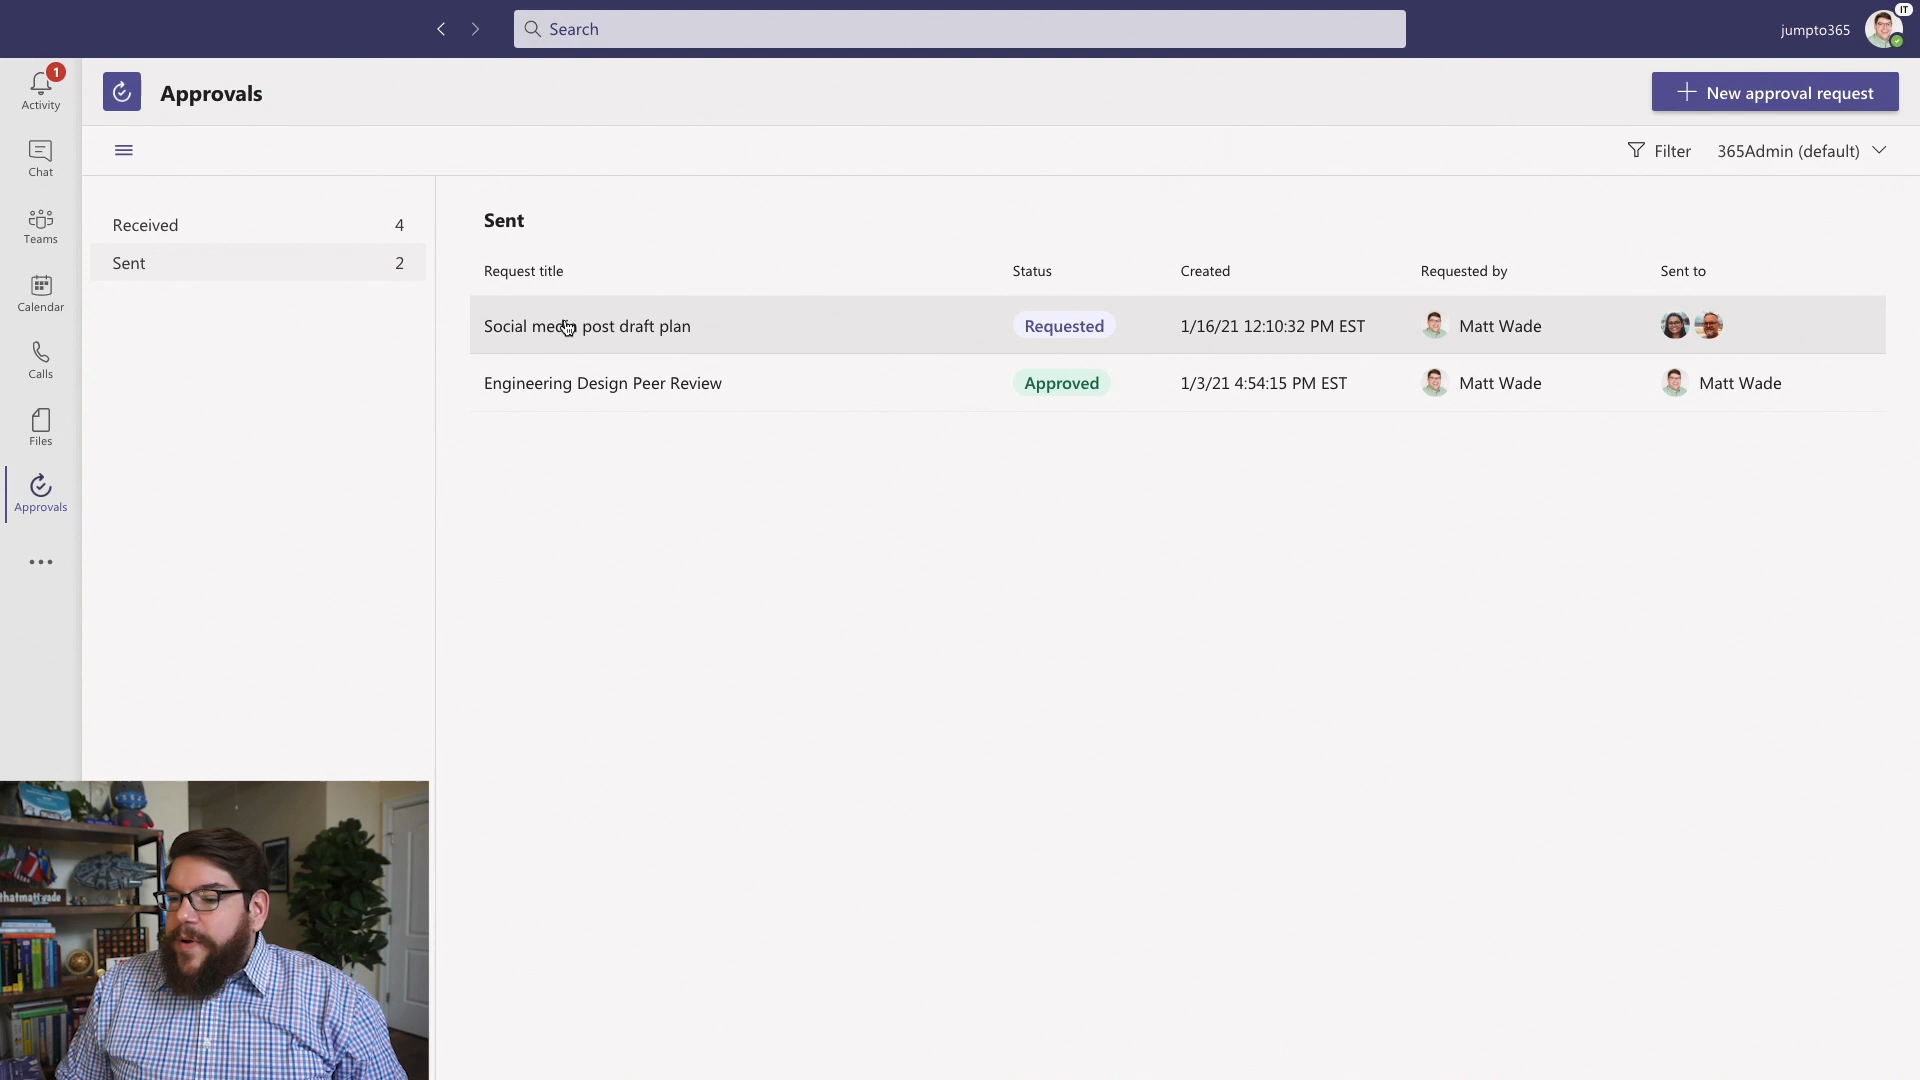 Search
jumpto365
IT
1
Activity
Chat
Teams
Calendar
Calls
Files
Approvals
Approvals
New approval request
Filter
365Admin (default)
Received 4
Sent 2
Sent
Request title Status Created Requested by Sent to
Social media post draft plan Requested 1/16/21 12:10:32 PM EST Matt Wade
Engineering Design Peer Review Approved 1/3/21 4:54:15 PM EST Matt Wade Matt Wade
thatmattwade